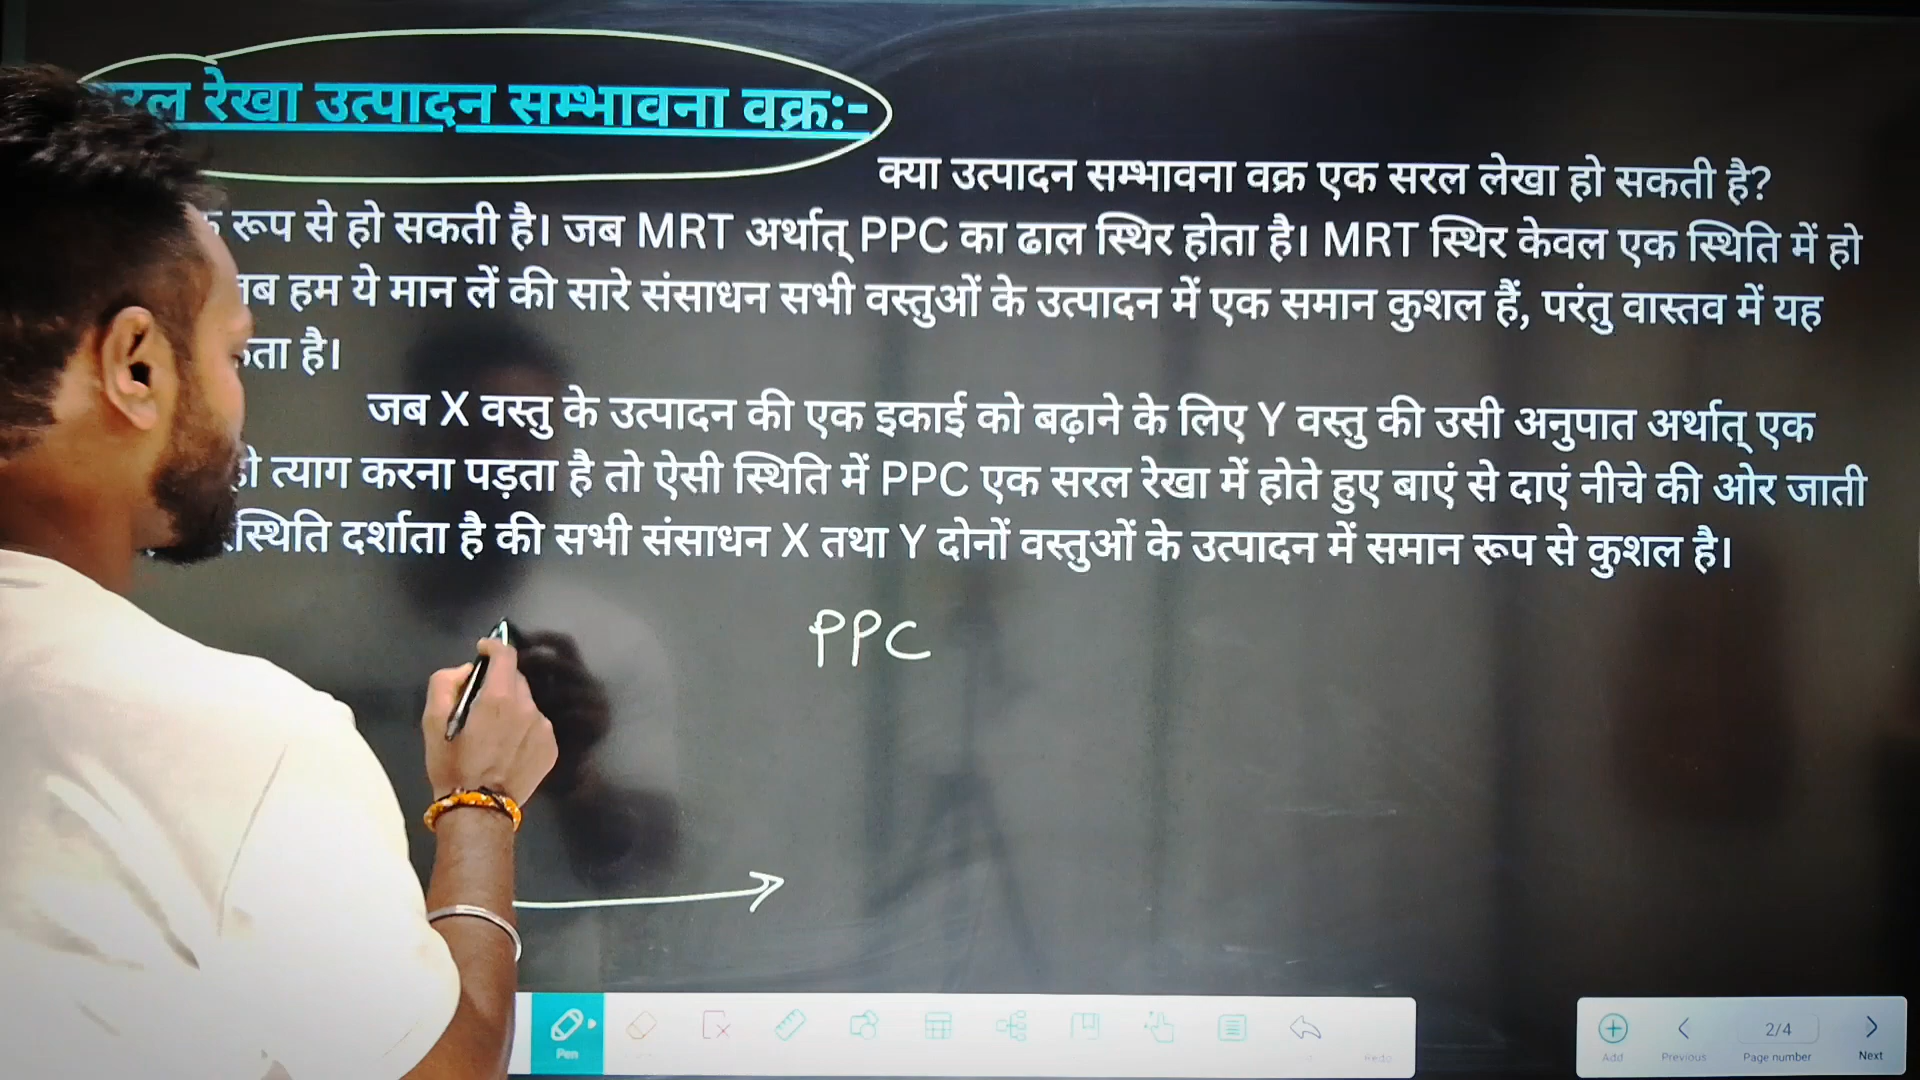 रेखा उत्पादन सम्भावना वक्र:-
क्या उत्पादन सम्भावना वक्र एक सरल लेखा हो सकती है?
रूप से हो सकती है। जब MRT अर्थात् PPC का ढाल स्थिर होता है। MRT स्थिर केवल एक स्थिति में हो
हम ये मान लें की सारे संसाधन सभी वस्तुओं के उत्पादन में एक समान कुशल हैं, परंतु वास्तव में यह
है।
जब X वस्तु के उत्पादन की एक इकाई को बढ़ाने के लिए Y वस्तु की उसी अनुपात अर्थात् एक
त्याग करना पड़ता है तो ऐसी स्थिति में PPC एक सरल रेखा में होते हुए बाएं से दाएं नीचे की ओर जाती
स्थिति दर्शाता है की सभी संसाधन X तथा Y दोनों वस्तुओं के उत्पादन में समान रूप से कुशल है।
PPC
Pen
Redo
Add
Previous
2/4
Page number
Next